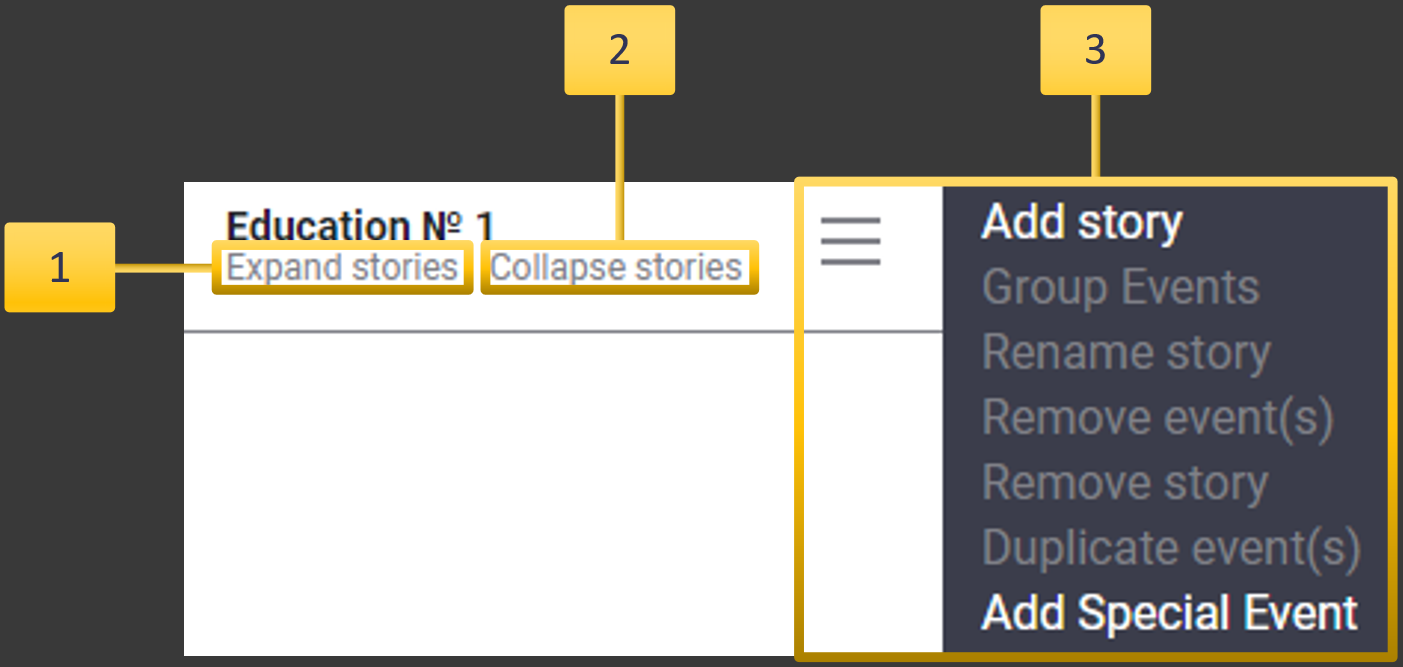 2
3
1
Education № 1
Expand stories Collapse stories
Add story
Group Events
Rename story
Remove event(s)
Remove story
Duplicate event(s)
Add Special Event